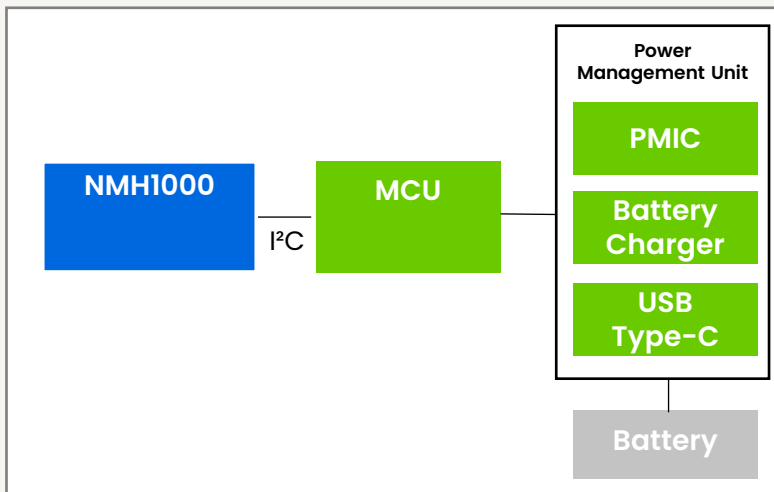 Power
Management Unit
PMIC
NMH1000
MCU
Battery
Charger
I²C
USB
Type-C
Battery